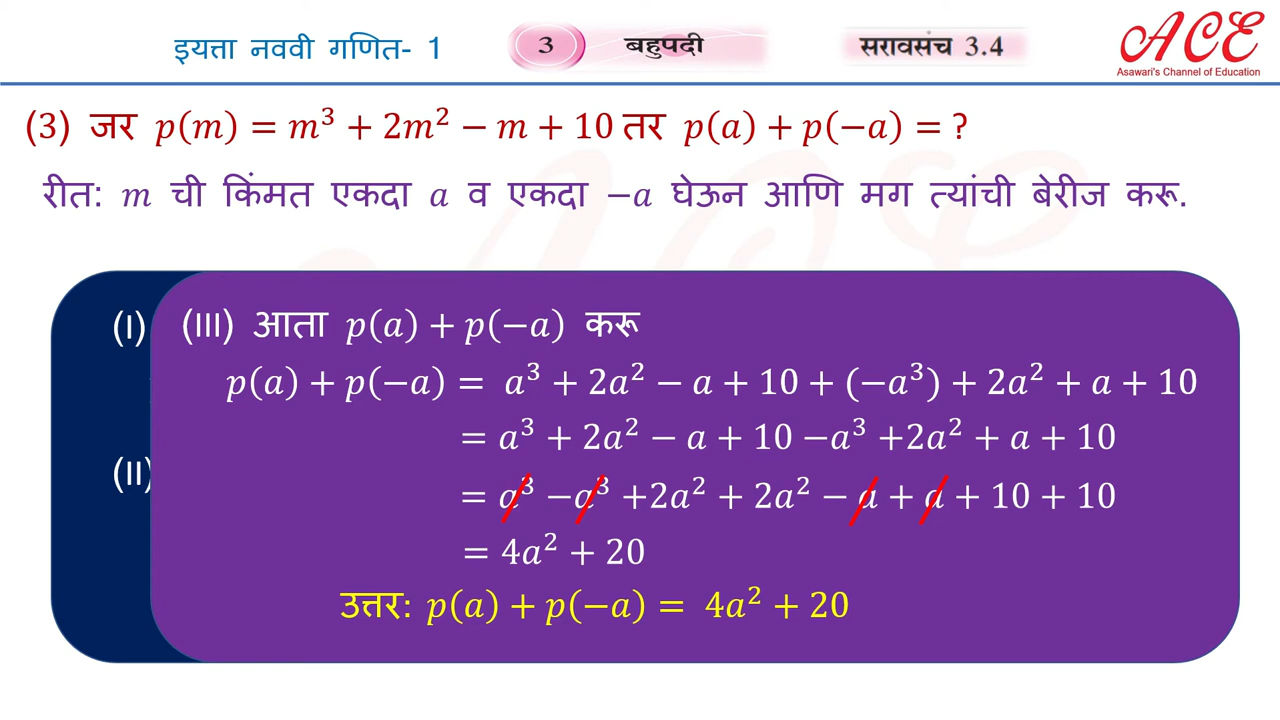 इयत्ता नववी गणित- 1
3 बहुपदी
सरावसंच 3.4
ACE
Asawari's Channel of Education
(3) जर p(m) = m³ + 2m² − m + 10 तर p(a) + p(−a) = ?
रीत: m ची किंमत एकदा a व एकदा −a घेऊन आणि मग त्यांची बेरीज करू.
(I)
(II)
(III) आता p(a) + p(−a) करू
p(a) + p(−a) = a³ + 2a² − a + 10 + (−a³) + 2a² + a + 10
= a³ + 2a² − a + 10 −a³ +2a² + a + 10
= a³ −a³ +2a² + 2a² − a + a + 10 + 10
= 4a² + 20
उत्तर: p(a) + p(−a) = 4a² + 20